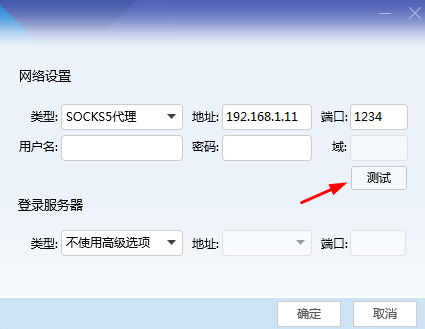 网络设置
类型: SOCKS5代理 地址: 192.168.1.11 端口: 1234
用户名: 密码: 域:
测试
登录服务器
类型: 不使用高级选项 地址: 端口:
确定 取消